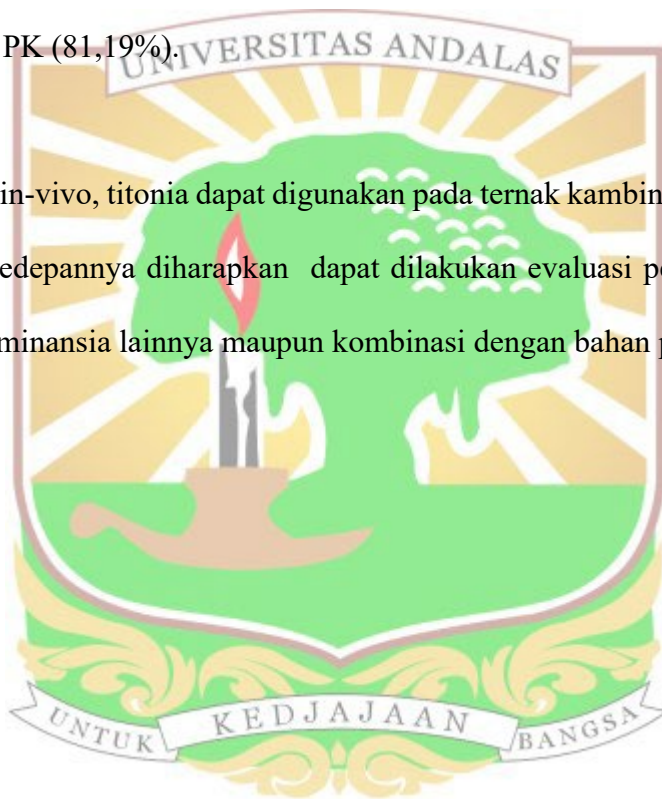 PK (81,19%).
UNIVERSITAS ANDALAS
in-vivo, titonia dapat digunakan pada ternak
edepannya diharapkan dapat dilakukan evaluasi
minansia lainnya maupun kombinasi dengan bahan
UNTUK KEDJAJAAN BANGSA